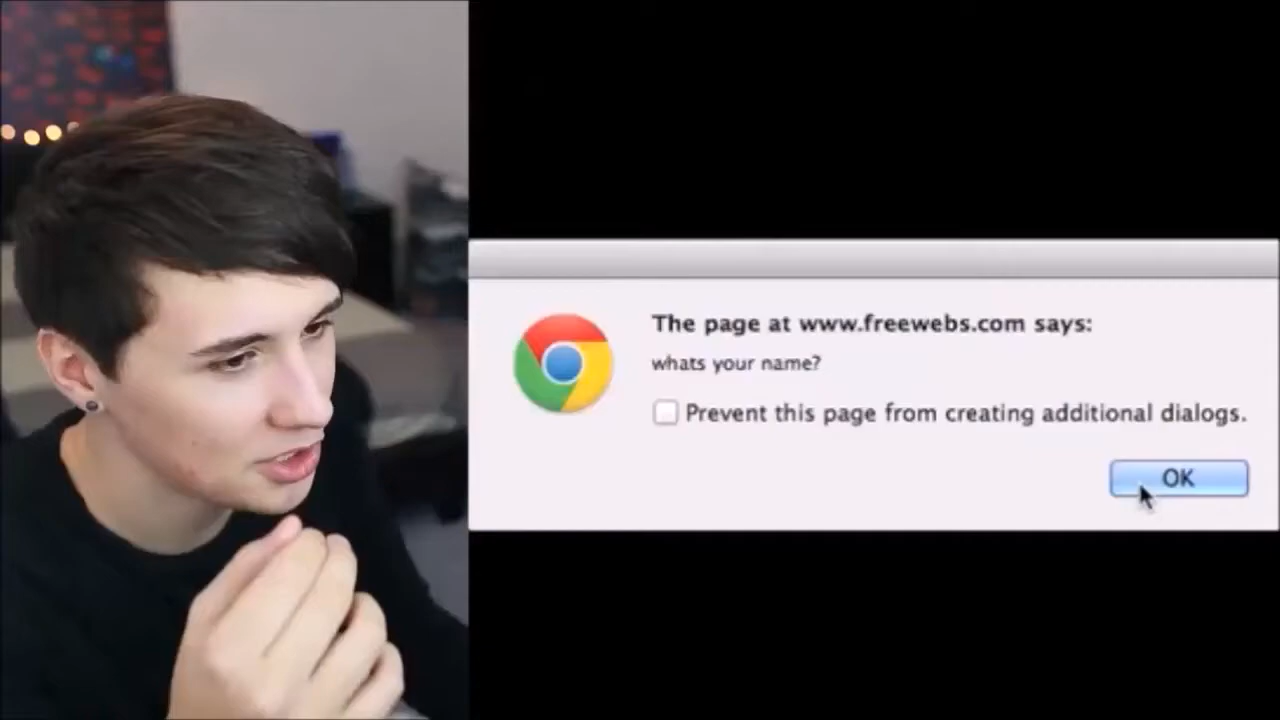 The page at www.freewebs.com says:
whats your name?
Prevent this page from creating additional dialogs.
OK